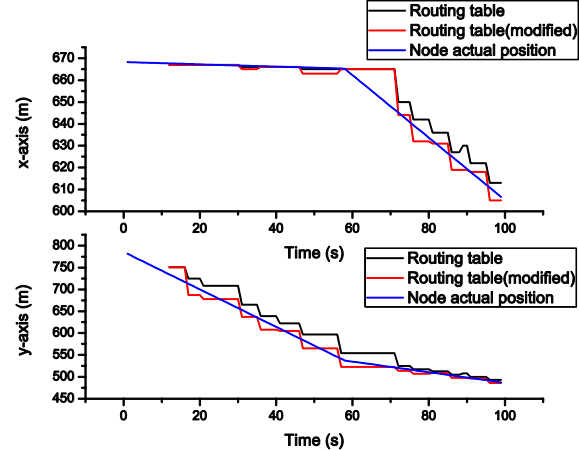 Routing table
Routing table(modified)
Node actual position
670
660
650
640
630
620
610
600
x-axis (m)
0 20 40 60 80 100
Time (s)
Routing table
Routing table(modified)
Node actual position
800
750
700
650
600
550
500
450
y-axis (m)
0 20 40 60 80 100
Time (s)